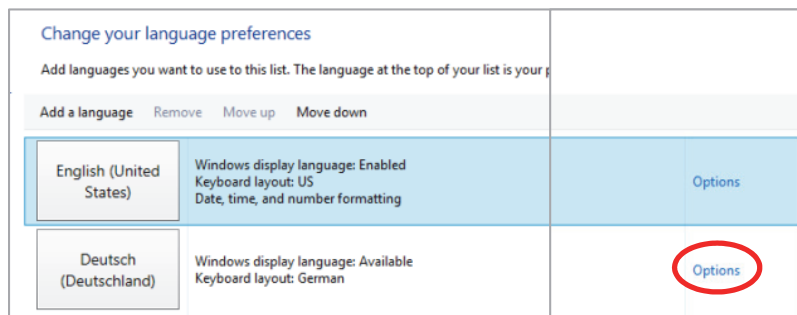 Change your language preferences
Add languages you want to use to this list. The language at the top of your list is your
Add a language Remove Move up Move down
English (United
States)
Windows display language: Enabled
Keyboard layout: US
Date, time, and number formatting
Options
Deutsch
(Deutschland)
Windows display language: Available
Keyboard layout: German
Options